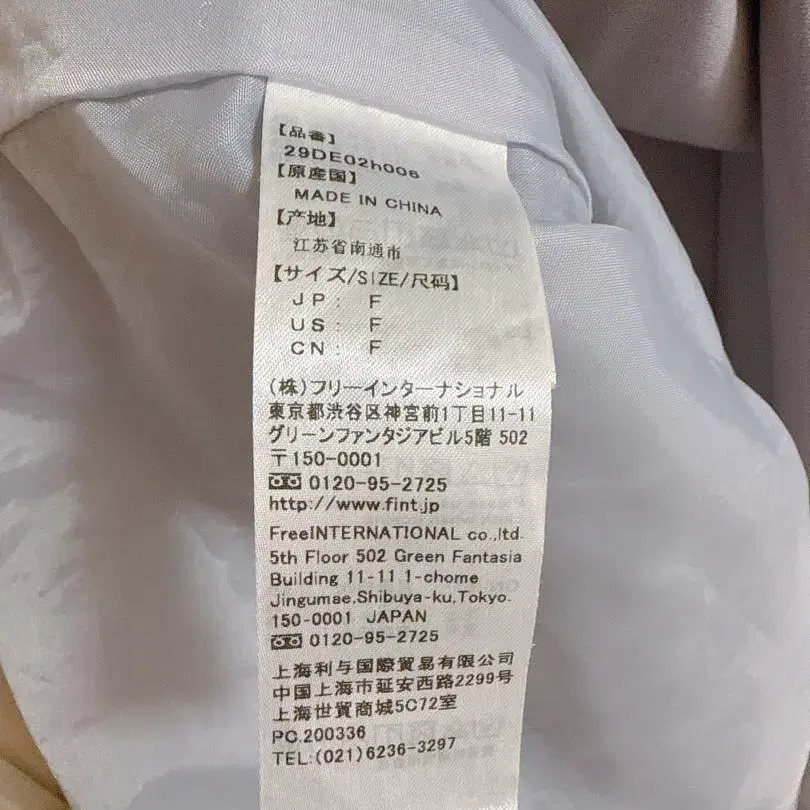 【品番】
29DE02h006
【原産国】
MADE IN CHINA
【产地】
江苏省南通市
【サイズ/SIZE/尺码】
JP: F
US: F
CN: F
(株)フリーインターナショナル
東京都渋谷区神宮前1丁目11-11
グリーンファンタジアビル5階 502
〒150-0001
0120-95-2725
http://www.fint.jp
FreeINTERNATIONAL co.,ltd.
5th Floor 502 Green Fantasia
Building 11-11 1-chome
Jingumae,Shibuya-ku,Tokyo.
150-0001 JAPAN
0120-95-2725
上海利与国際貿易有限公司
中国上海市延安西路2299号
上海世貿商城5C72室
PC.200336
TEL:(021)6236-3297